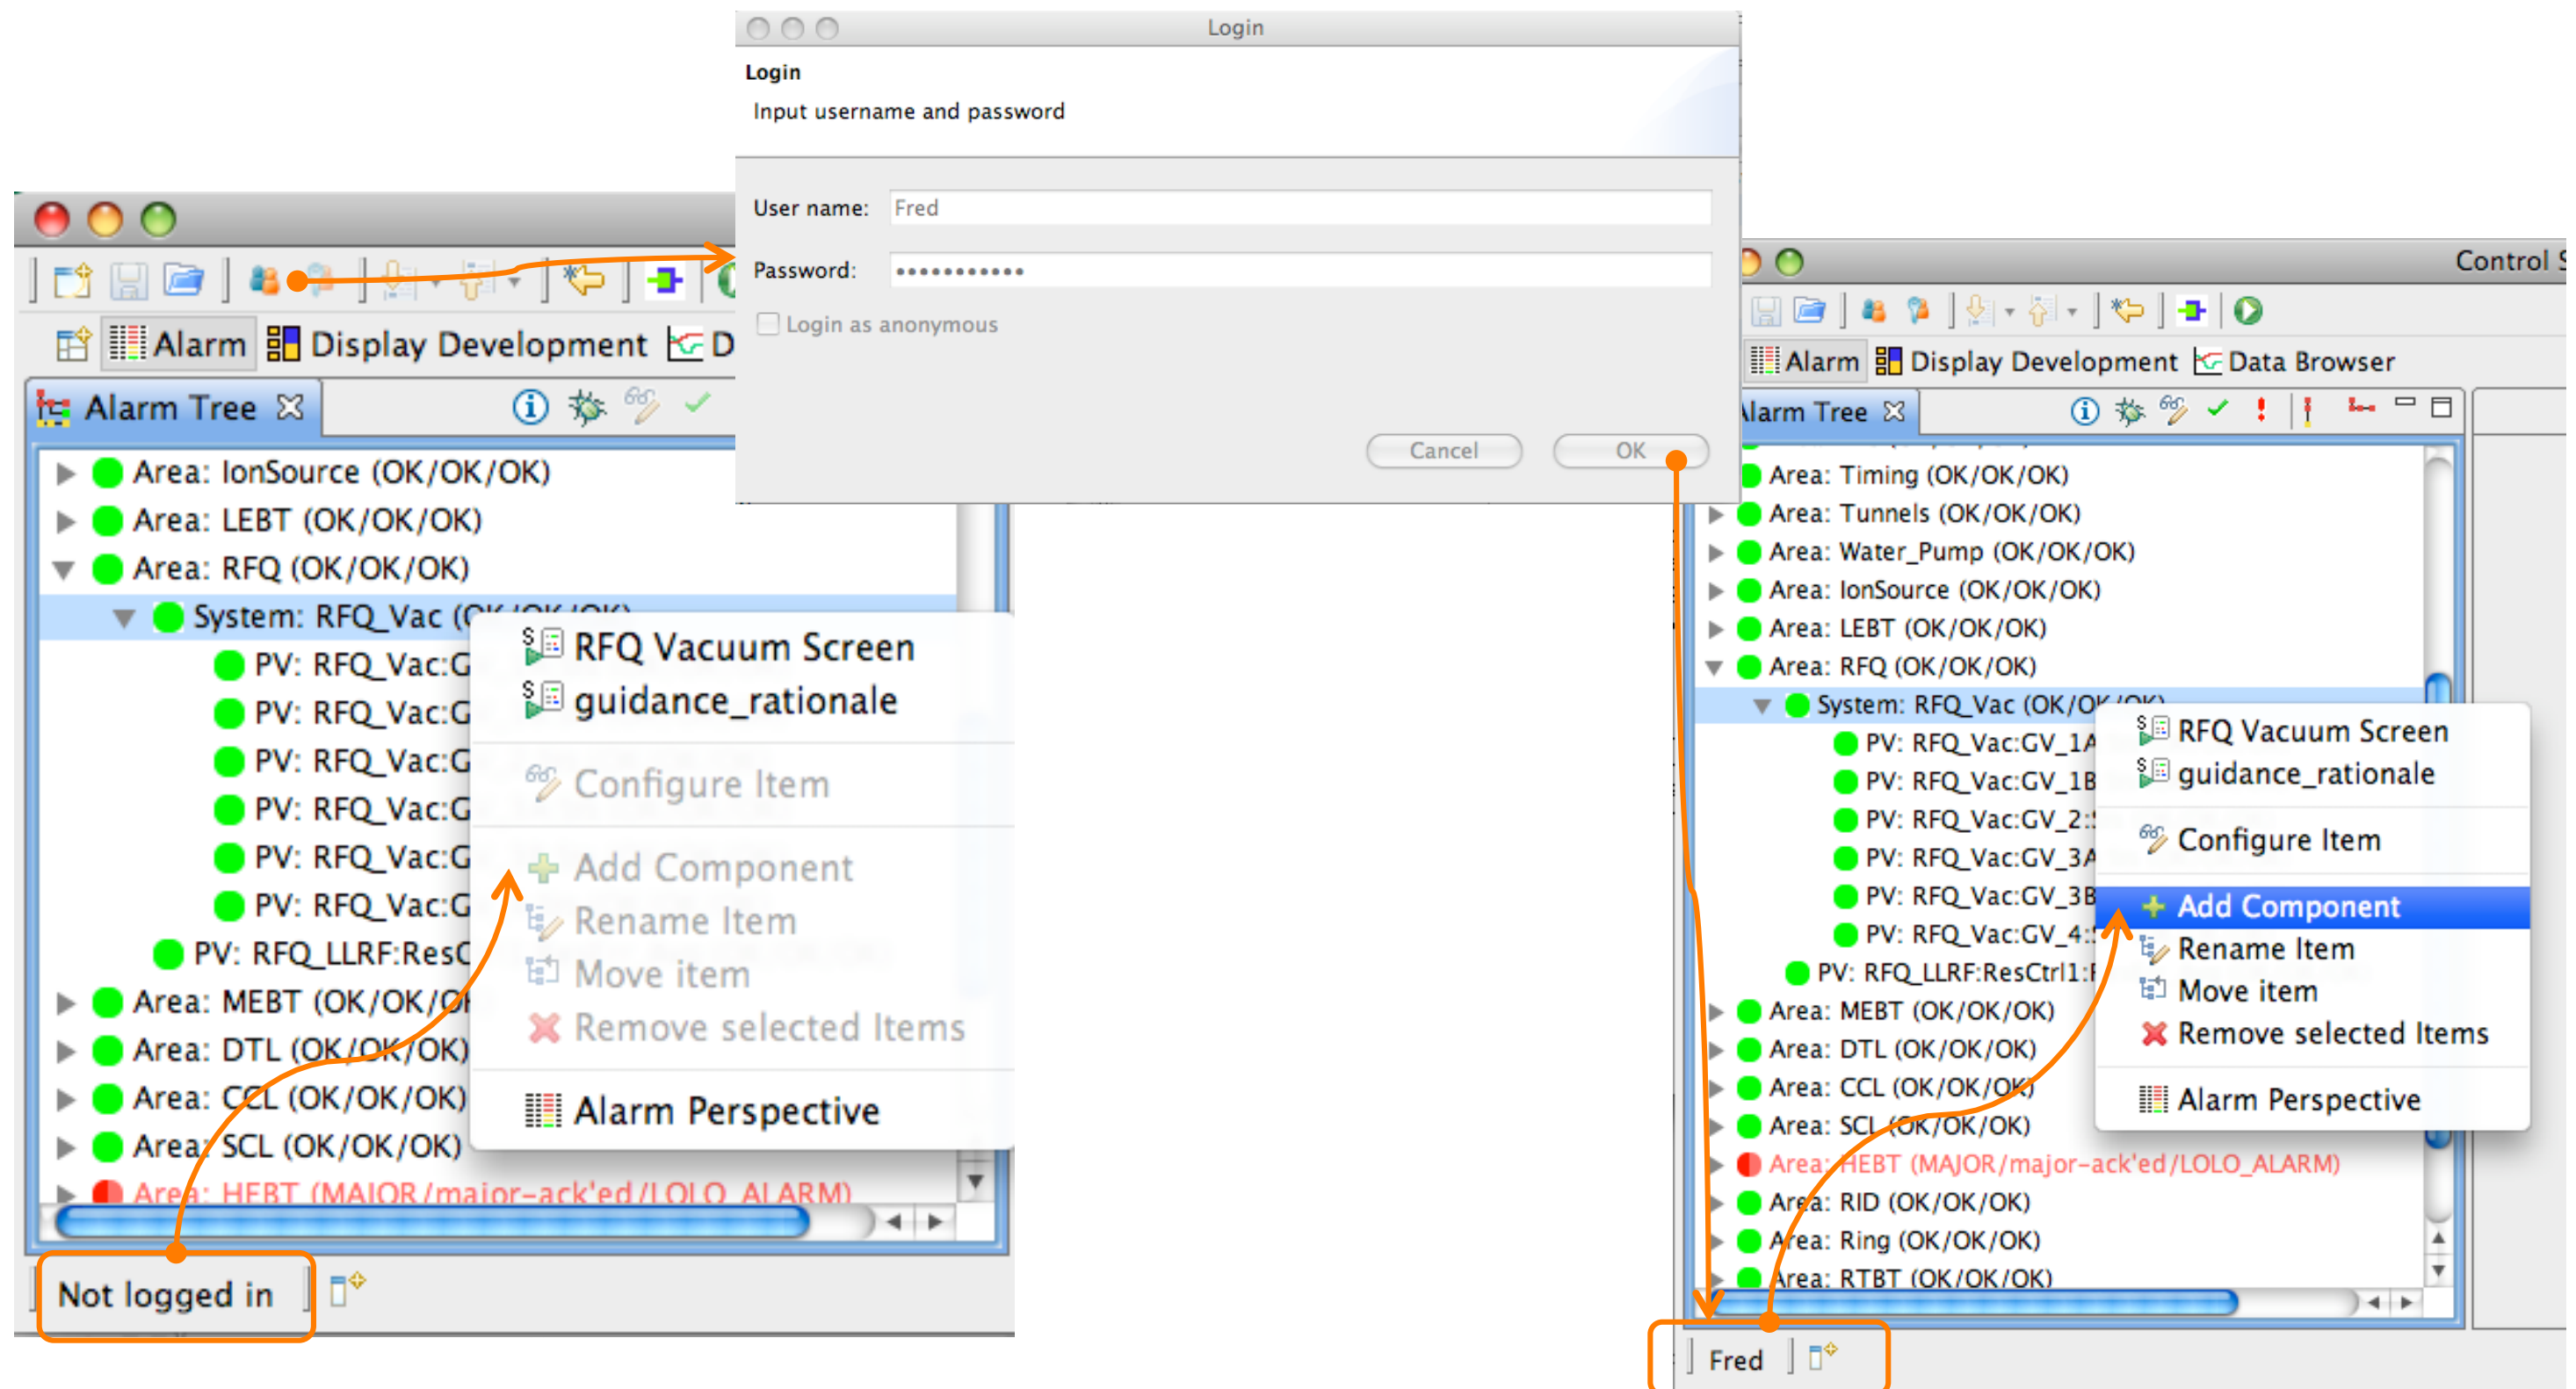 Login
Login
Input username and password
User name: Fred
Password: •••••••••••
Login as anonymous
Cancel OK
Alarm Display Development D
Alarm Tree
Area: IonSource (OK/OK/OK)
Area: LEBT (OK/OK/OK)
Area: RFQ (OK/OK/OK)
System: RFQ_Vac (OK/OK/OK)
PV: RFQ_Vac:G
PV: RFQ_Vac:G
PV: RFQ_Vac:G
PV: RFQ_Vac:G
PV: RFQ_Vac:G
PV: RFQ_Vac:G
PV: RFQ_LLRF:ResC
Area: MEBT (OK/OK/OK
Area: DTL (OK/OK/OK)
Area: CCL (OK/OK/OK)
Area: SCL (OK/OK/OK)
Area: HEBT (MAJOR/major-ack'ed/LOLO_ALARM)
RFQ Vacuum Screen
guidance_rationale
Configure Item
Add Component
Rename Item
Move item
Remove selected Items
Alarm Perspective
Not logged in
Control S
Alarm Display Development Data Browser
Alarm Tree
Area: Timing (OK/OK/OK)
Area: Tunnels (OK/OK/OK)
Area: Water_Pump (OK/OK/OK)
Area: IonSource (OK/OK/OK)
Area: LEBT (OK/OK/OK)
Area: RFQ (OK/OK/OK)
System: RFQ_Vac (OK/OK/OK)
PV: RFQ_Vac:GV_1A
PV: RFQ_Vac:GV_1B
PV: RFQ_Vac:GV_2:
PV: RFQ_Vac:GV_3A
PV: RFQ_Vac:GV_3B
PV: RFQ_Vac:GV_4:
PV: RFQ_LLRF:ResCtrl1:
Area: MEBT (OK/OK/OK)
Area: DTL (OK/OK/OK)
Area: CCL (OK/OK/OK)
Area: SCL (OK/OK/OK)
Area: HEBT (MAJOR/major-ack'ed/LOLO_ALARM)
Area: RID (OK/OK/OK)
Area: Ring (OK/OK/OK)
Area: RTBT (OK/OK/OK)
RFQ Vacuum Screen
guidance_rationale
Configure Item
Add Component
Rename Item
Move item
Remove selected Items
Alarm Perspective
Fred